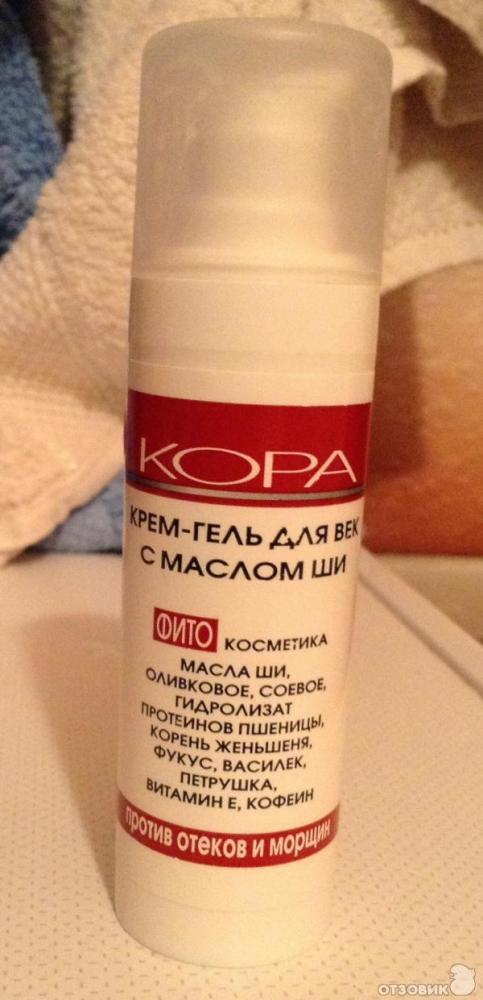 КОРА
КРЕМ-ГЕЛЬ ДЛЯ ВЕК
С МАСЛОМ ШИ
ФИТО КОСМЕТИКА
МАСЛА ШИ,
ОЛИВКОВОЕ, СОЕВОЕ,
ГИДРОЛИЗАТ
ПРОТЕИНОВ ПШЕНИЦЫ,
КОРЕНЬ ЖЕНЬШЕНЯ,
ФУКУС, ВАСИЛЕК,
ПЕТРУШКА,
ВИТАМИН Е, КОФЕИН
против отеков и морщин
ОТЗОВИК